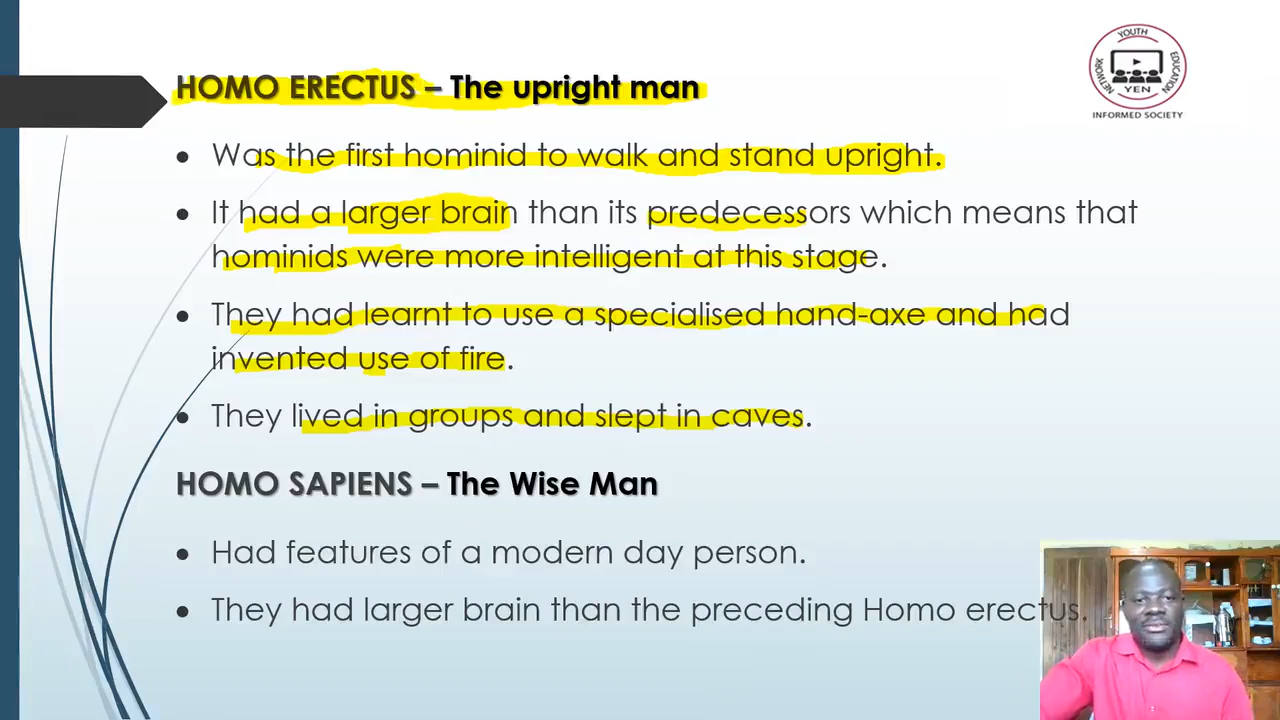 HOMO ERECTUS – The upright man
YOUTH
EDUCATION
NETWORK
YEN
INFORMED SOCIETY
• Was the first hominid to walk and stand upright.
• It had a larger brain than its predecessors which means that
hominids were more intelligent at this stage.
• They had learnt to use a specialised hand-axe and had
invented use of fire.
• They lived in groups and slept in caves.
HOMO SAPIENS – The Wise Man
• Had features of a modern day person.
• They had larger brain than the preceding Homo erectus.